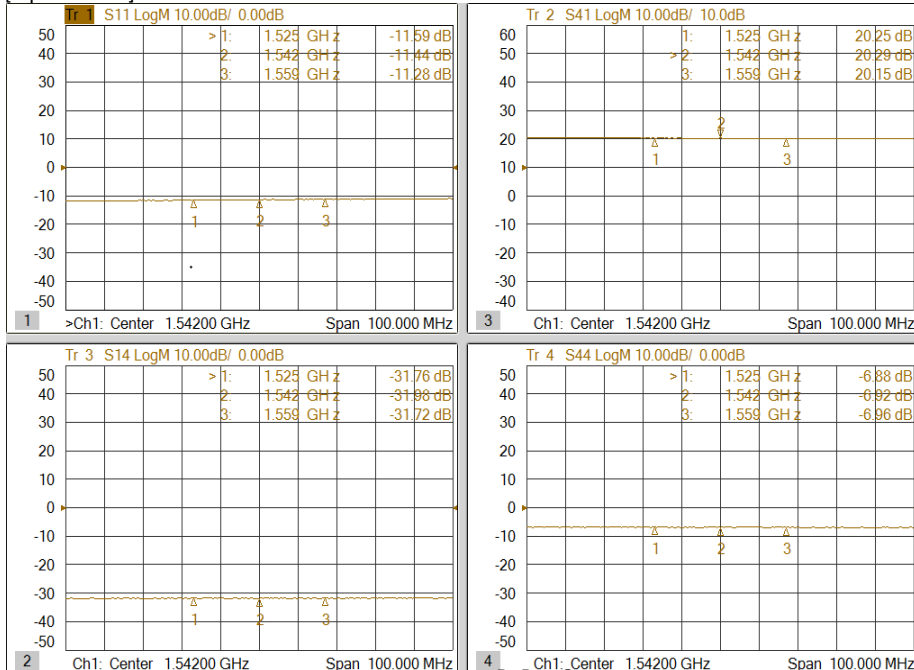 Tr 1 S11 LogM 10.00dB/ 0.00dB
50
40
30
20
10
0
-10
-20
-30
-40
-50
> 1: 1.525 GHz -11.59 dB
2: 1.542 GHz -11.44 dB
3: 1.559 GHz -11.28 dB
1 2 3
1 >Ch1: Center 1.54200 GHz Span 100.000 MHz
Tr 2 S41 LogM 10.00dB/ 10.0dB
60
50
40
30
20
10
0
-10
-20
-30
-40
1: 1.525 GHz 20.25 dB
> 2: 1.542 GHz 20.29 dB
3: 1.559 GHz 20.15 dB
2
1 3
3 Ch1: Center 1.54200 GHz Span 100.000 MHz
Tr 3 S14 LogM 10.00dB/ 0.00dB
50
40
30
20
10
0
-10
-20
-30
-40
-50
> 1: 1.525 GHz -31.76 dB
2: 1.542 GHz -31.98 dB
3: 1.559 GHz -31.72 dB
1 2 3
2 Ch1: Center 1.54200 GHz Span 100.000 MHz
Tr 4 S44 LogM 10.00dB/ 0.00dB
50
40
30
20
10
0
-10
-20
-30
-40
-50
> 1: 1.525 GHz -6.88 dB
2: 1.542 GHz -6.92 dB
3: 1.559 GHz -6.96 dB
1 2 3
4 Ch1: Center 1.54200 GHz Span 100.000 MHz